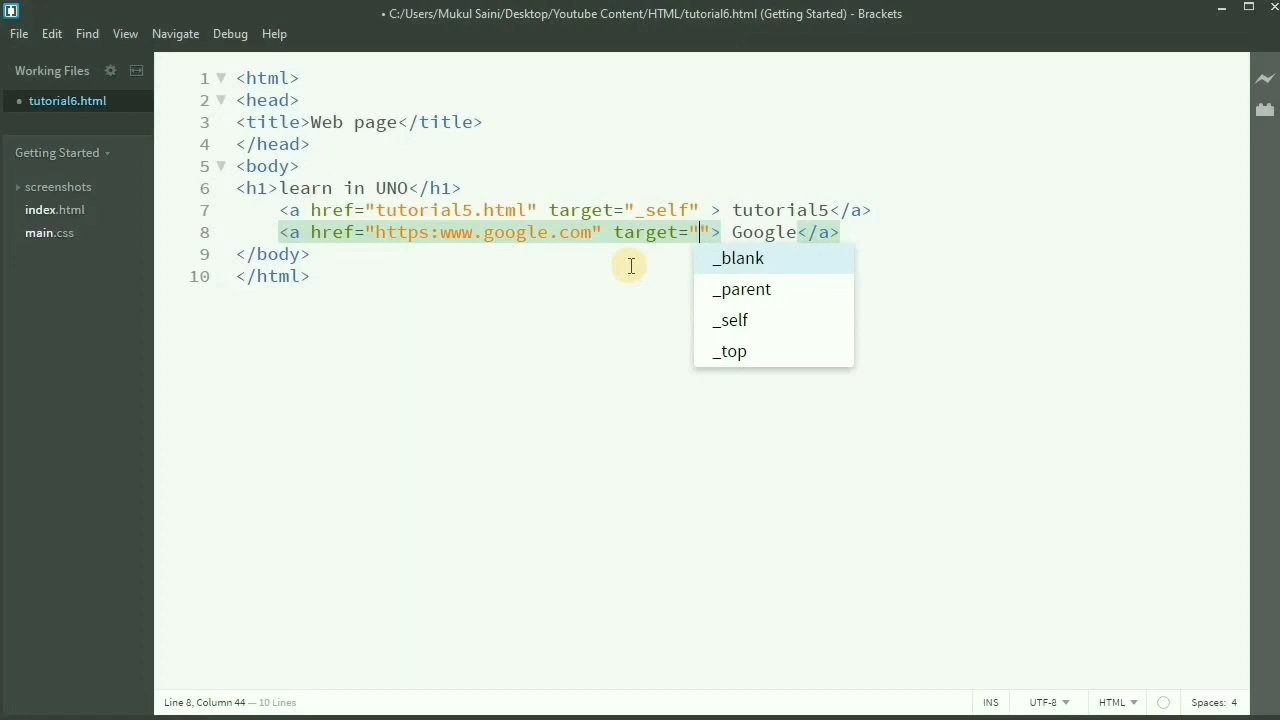 • C:/Users/Mukul Saini/Desktop/Youtube Content/HTML/tutorial6.html (Getting Started) - Brackets
File Edit Find View Navigate Debug Help
Working Files
• tutorial6.html
Getting Started
screenshots
index.html
main.css
1 <html>
2 <head>
3 <title>Web page</title>
4 </head>
5 <body>
6 <h1>learn in UNO</h1>
7 <a href="tutorial5.html" target="_self" > tutorial5</a>
8 <a href="https:www.google.com" target=""> Google</a>
9 </body>
10 </html>
_blank
_parent
_self
_top
Line 8, Column 44 — 10 Lines
INS UTF-8 HTML Spaces: 4